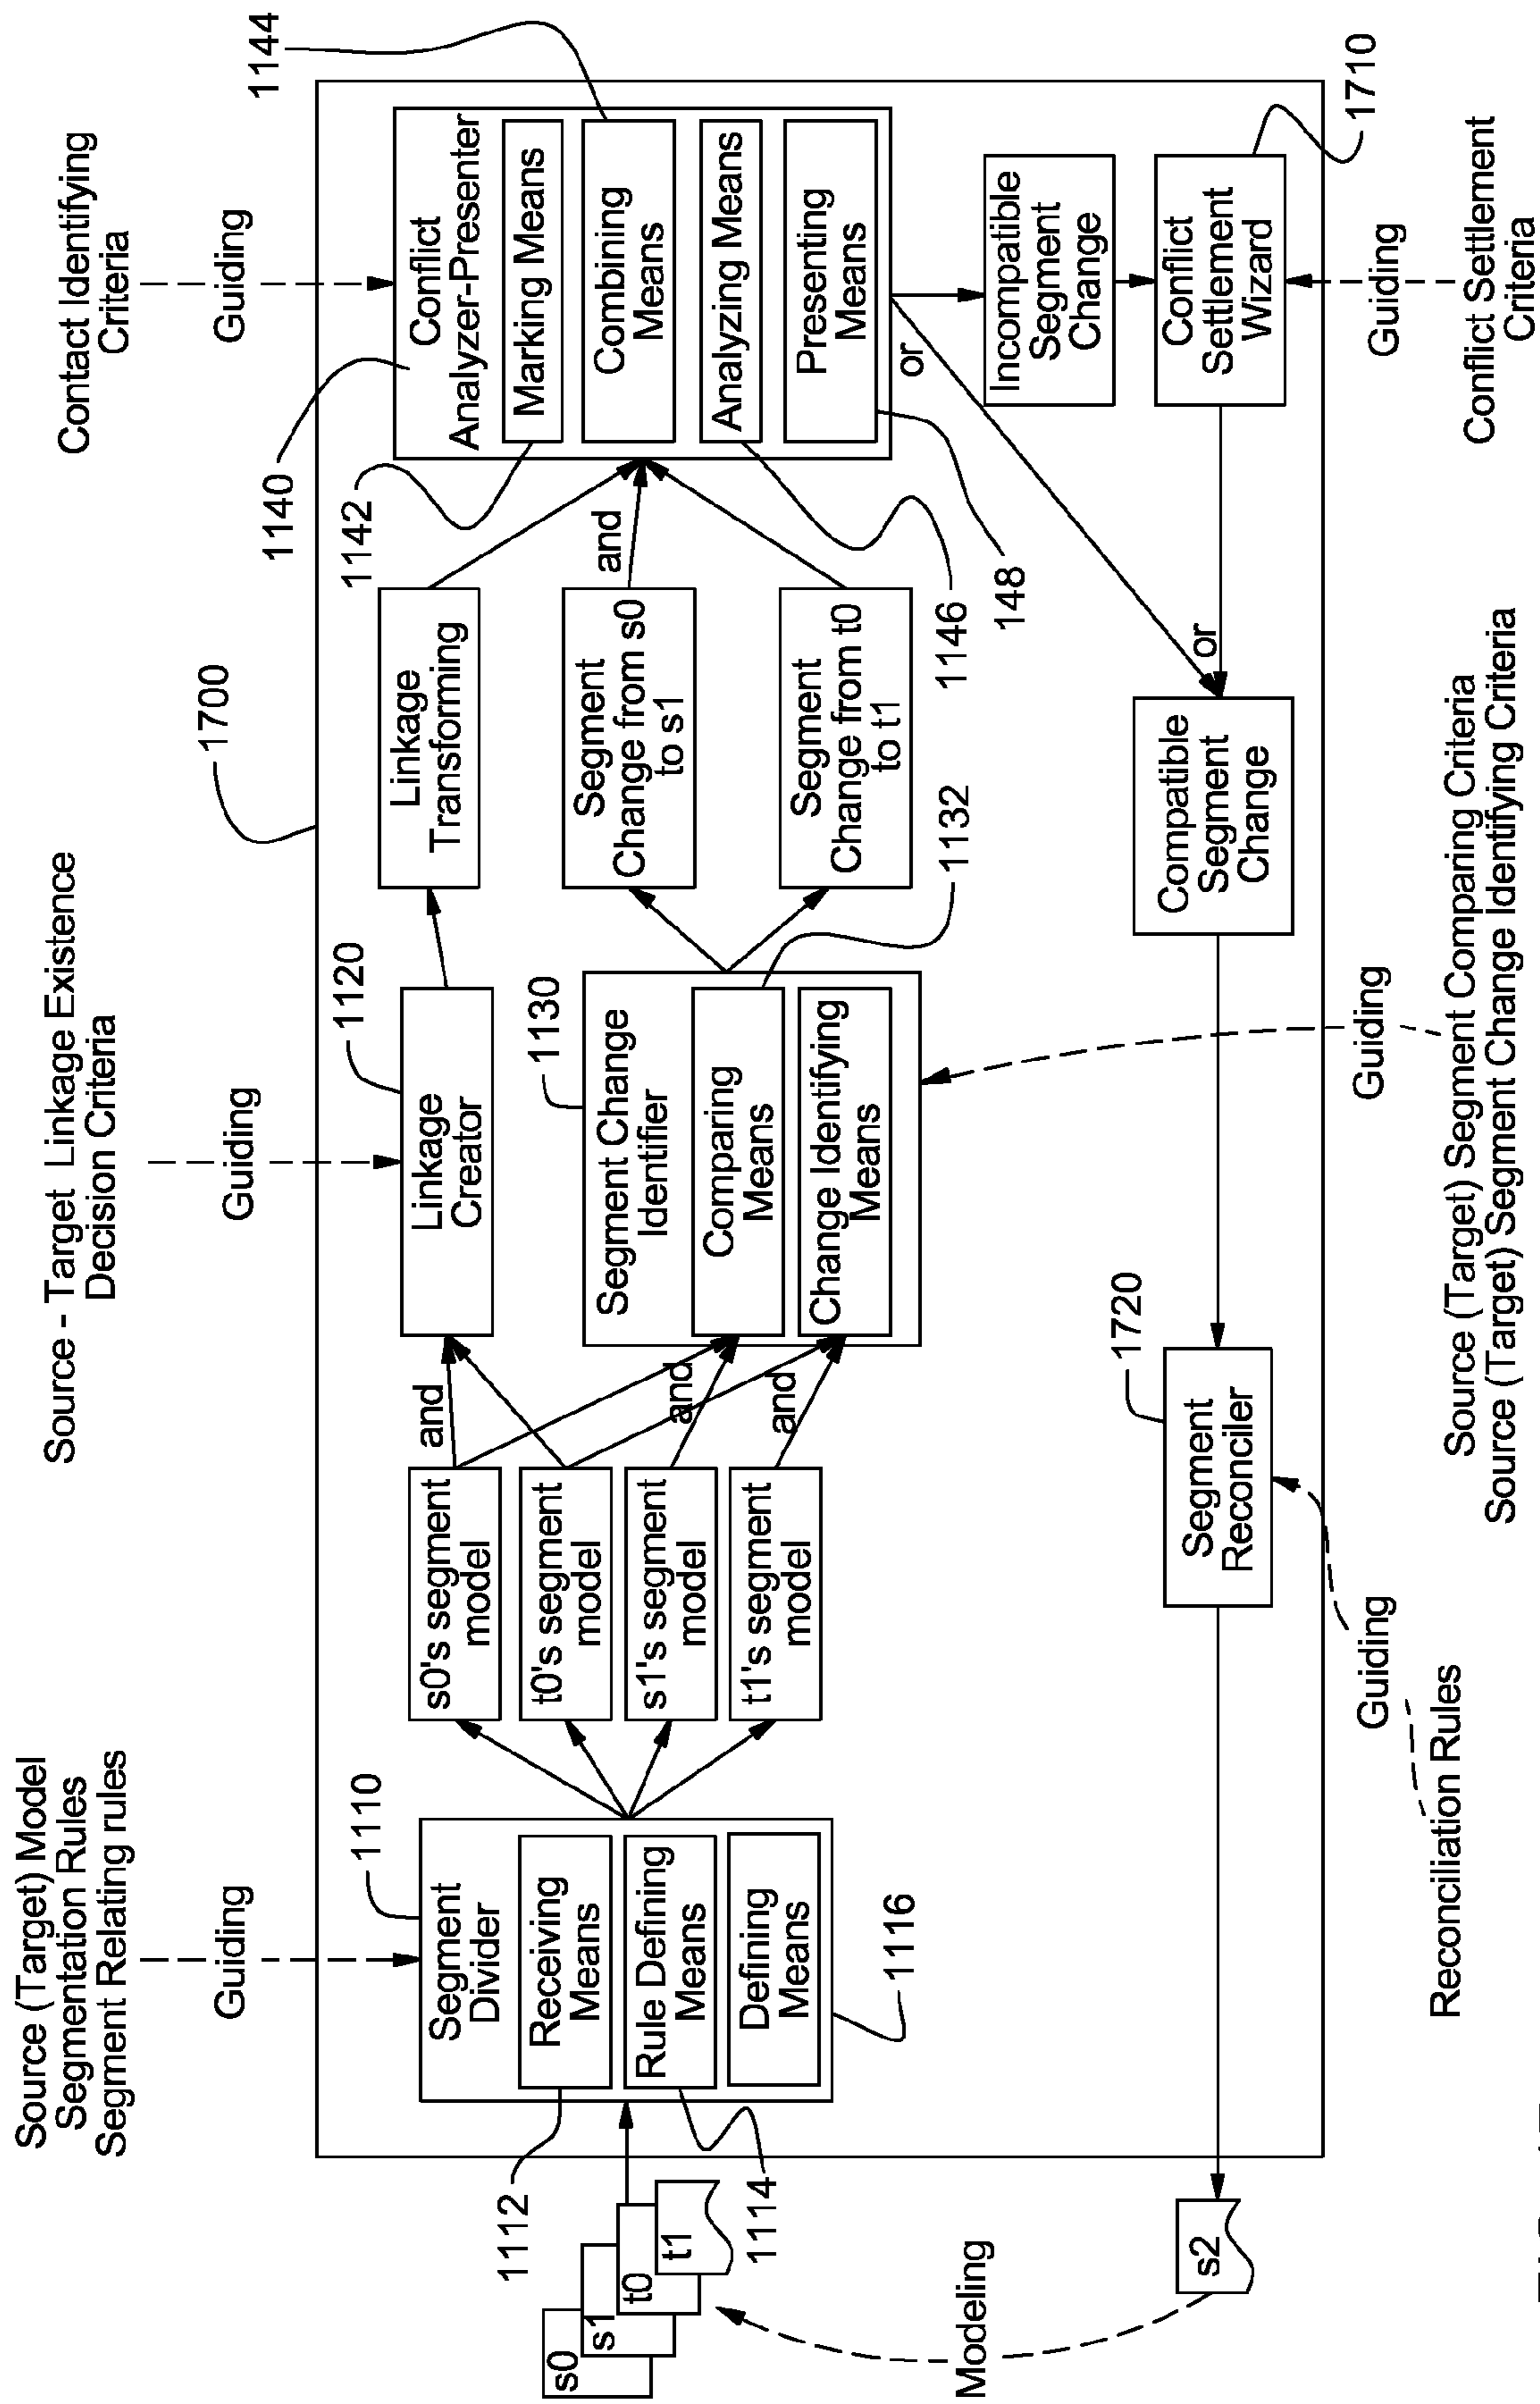 Source (Target) Model
Segmentation Rules
Segment Relating rules
Guiding
Source - Target Linkage Existence
Decision Criteria
Guiding
Contact Identifying
Criteria
Guiding
1700
s0
s1
t0
t1
1112
1114
1110
Segment
Divider
Receiving
Means
Rule Defining
Means
Defining
Means
1116
s0's segment
model
t0's segment
model
s1's segment
model
t1's segment
model
and
and
and
1120
Linkage
Creator
1130
Segment Change
Identifier
Comparing
Means
Change Identifying
Means
1132
Linkage
Transforming
Segment
Change from s0
to s1
Segment
Change from t0
to t1
and
1140
1142
1144
1146
148
Conflict
Analyzer-Presenter
Marking Means
Combining
Means
Analyzing Means
Presenting
Means
or
Incompatible
Segment
Change
Conflict
Settlement
Wizard
1710
Guiding
Conflict Settlement
Criteria
or
Compatible
Segment
Change
Guiding
Source (Target) Segment Comparing Criteria
Source (Target) Segment Change Identifying Criteria
1720
Segment
Reconciler
Guiding
Reconciliation Rules
s2
Modeling